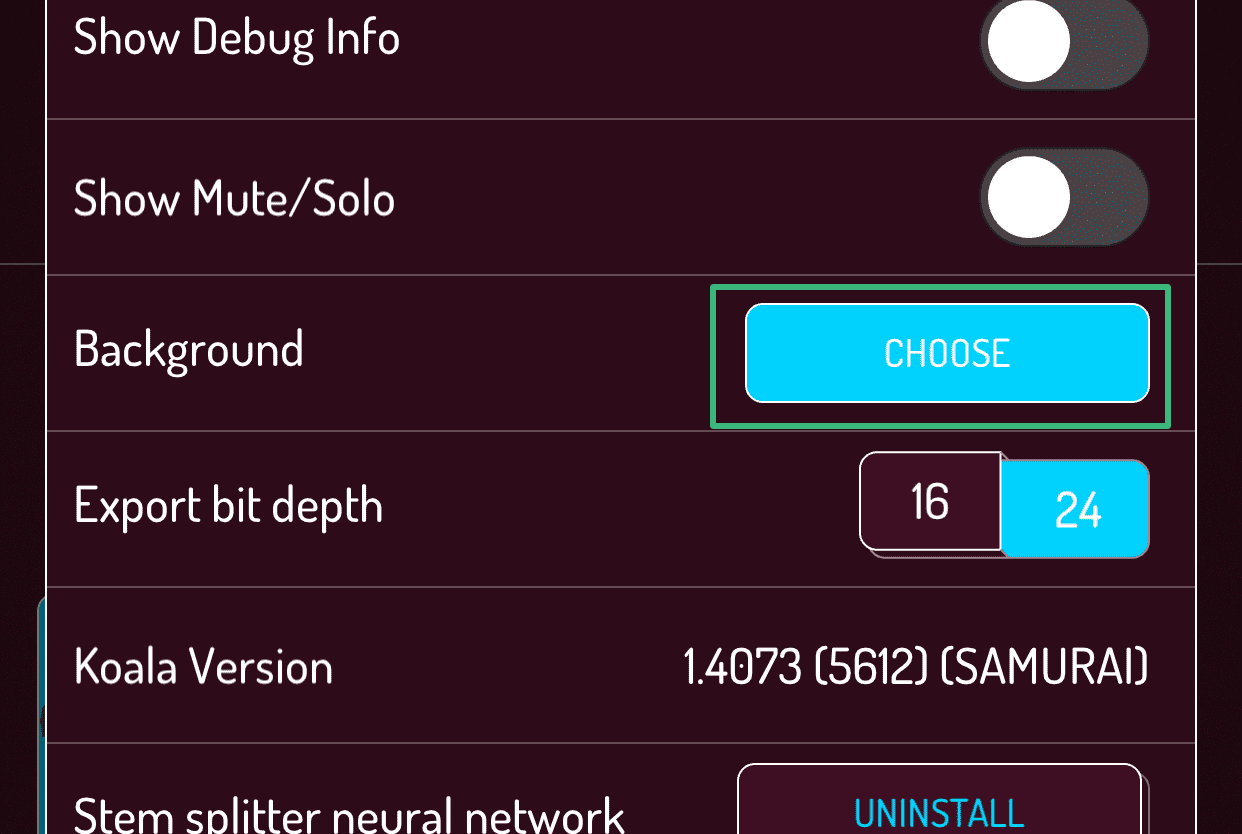 Show Debug Info
Show Mute/Solo
Background CHOOSE
Export bit depth 16 24
Koala Version 1.4073 (5612) (SAMURAI)
Stem splitter neural network UNINSTALL